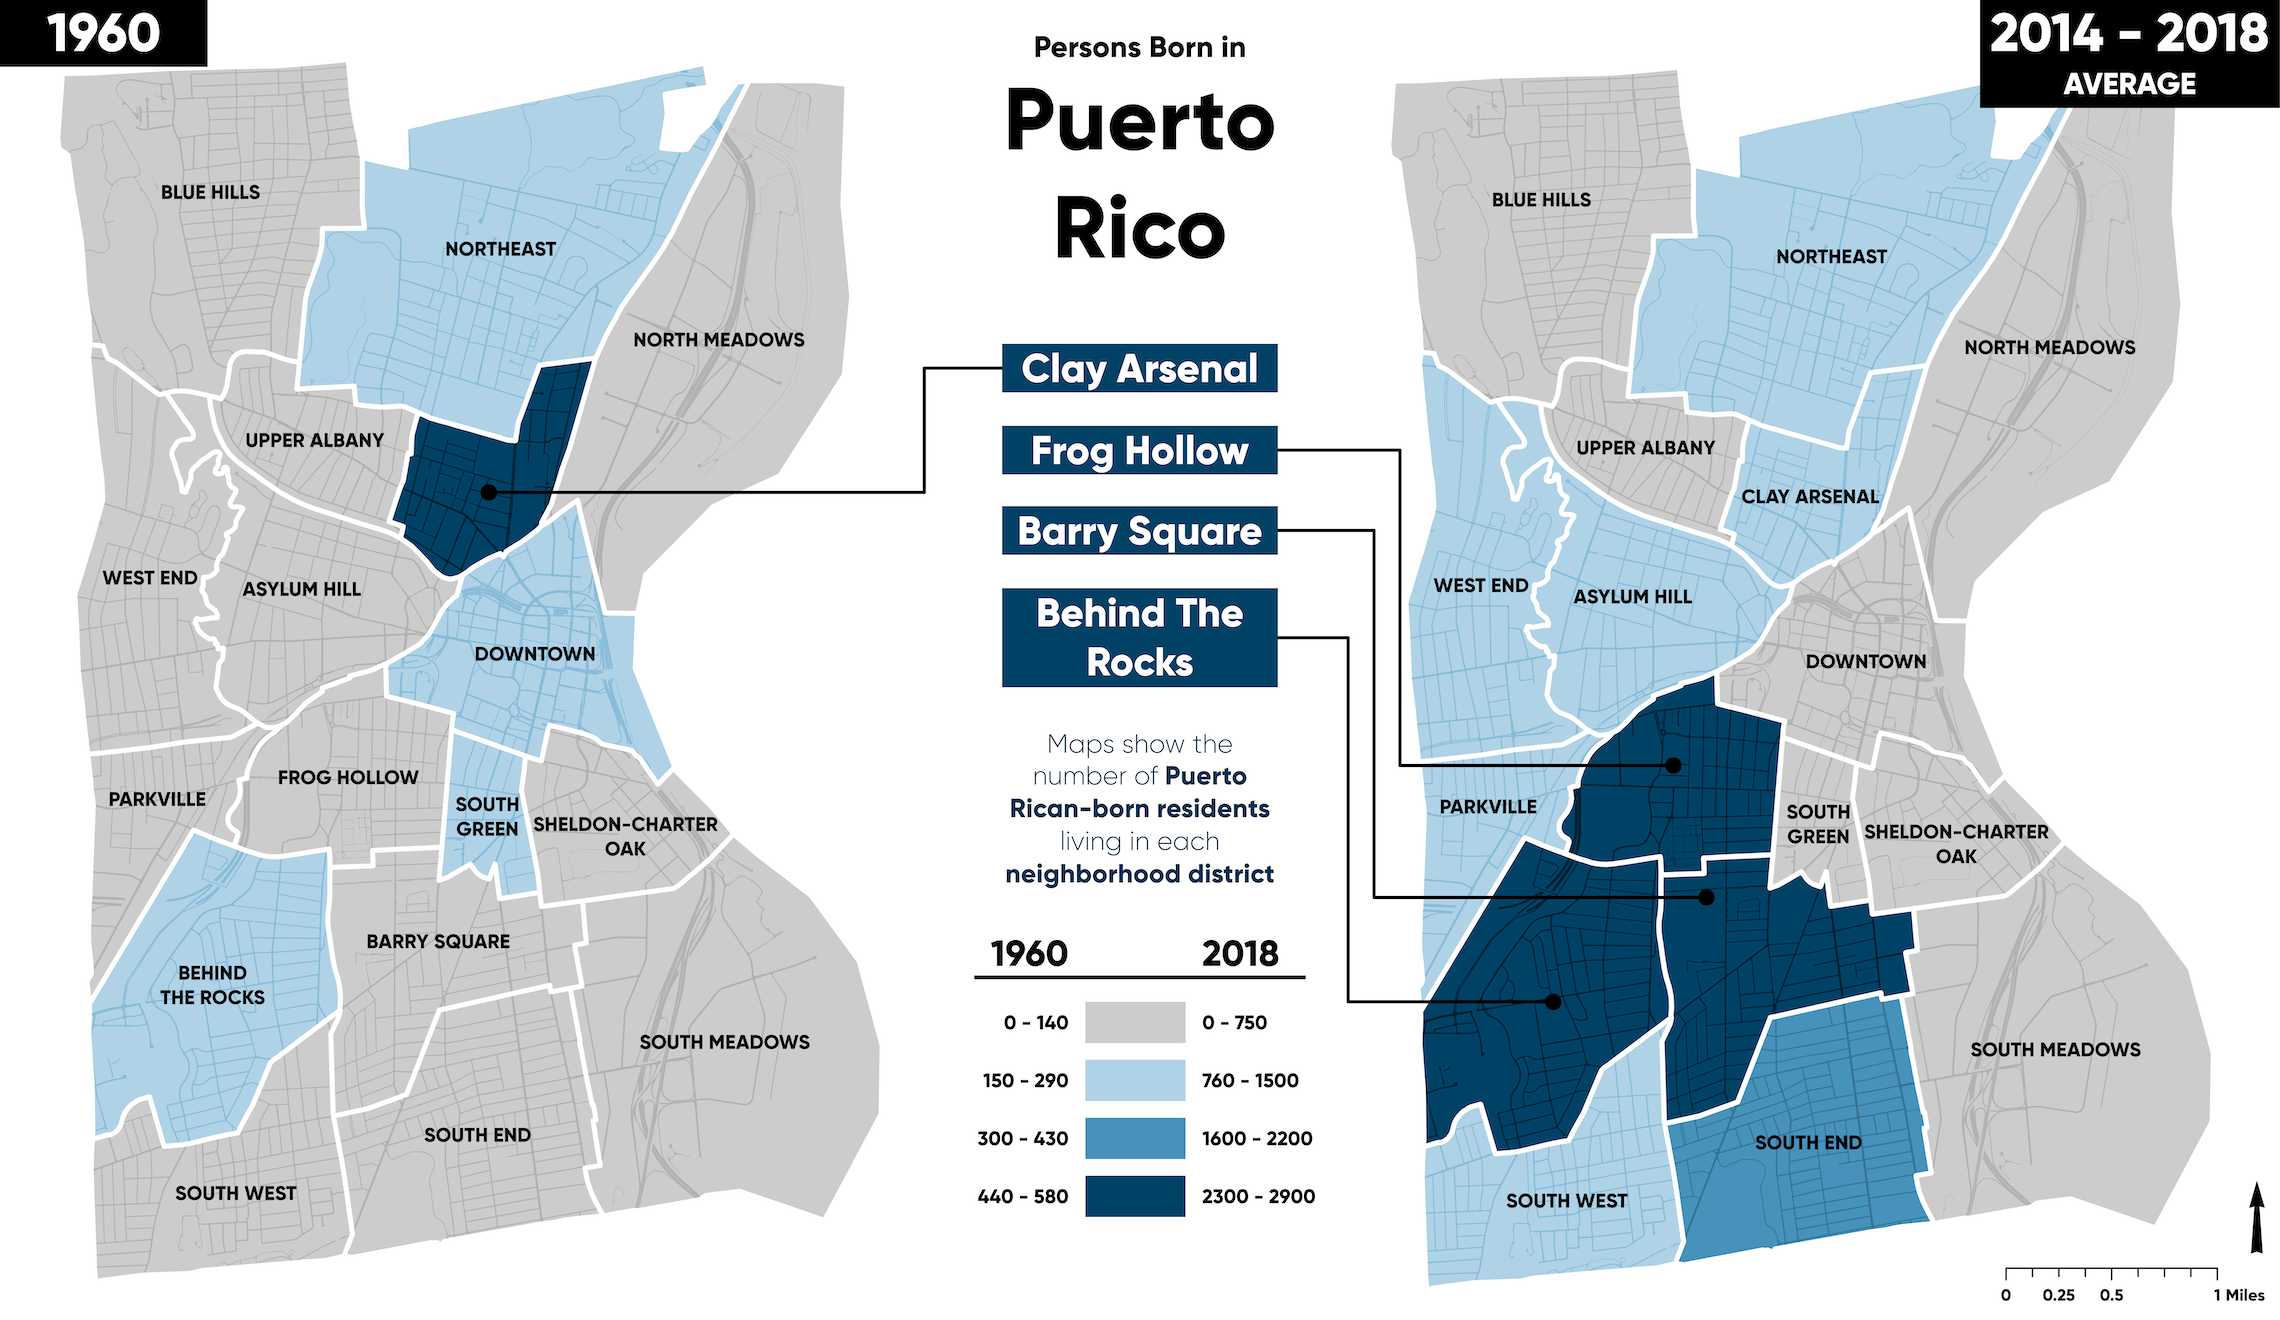 1960
Persons Born in
Puerto
Rico
2014 - 2018
AVERAGE
BLUE HILLS
NORTHEAST
NORTH MEADOWS
UPPER ALBANY
WEST END
ASYLUM HILL
DOWNTOWN
FROG HOLLOW
PARKVILLE
SOUTH
GREEN
SHELDON-CHARTER
OAK
BARRY SQUARE
BEHIND
THE ROCKS
SOUTH MEADOWS
SOUTH END
SOUTH WEST
Clay Arsenal
Frog Hollow
Barry Square
Behind The
Rocks
Maps show the
number of Puerto
Rican-born residents
living in each
neighborhood district
1960 2018
0 - 140 0 - 750
150 - 290 760 - 1500
300 - 430 1600 - 2200
440 - 580 2300 - 2900
BLUE HILLS
NORTHEAST
NORTH MEADOWS
UPPER ALBANY
CLAY ARSENAL
WEST END
ASYLUM HILL
DOWNTOWN
PARKVILLE
SOUTH
GREEN
SHELDON-CHARTER
OAK
SOUTH MEADOWS
SOUTH END
SOUTH WEST
0 0.25 0.5 1 Miles